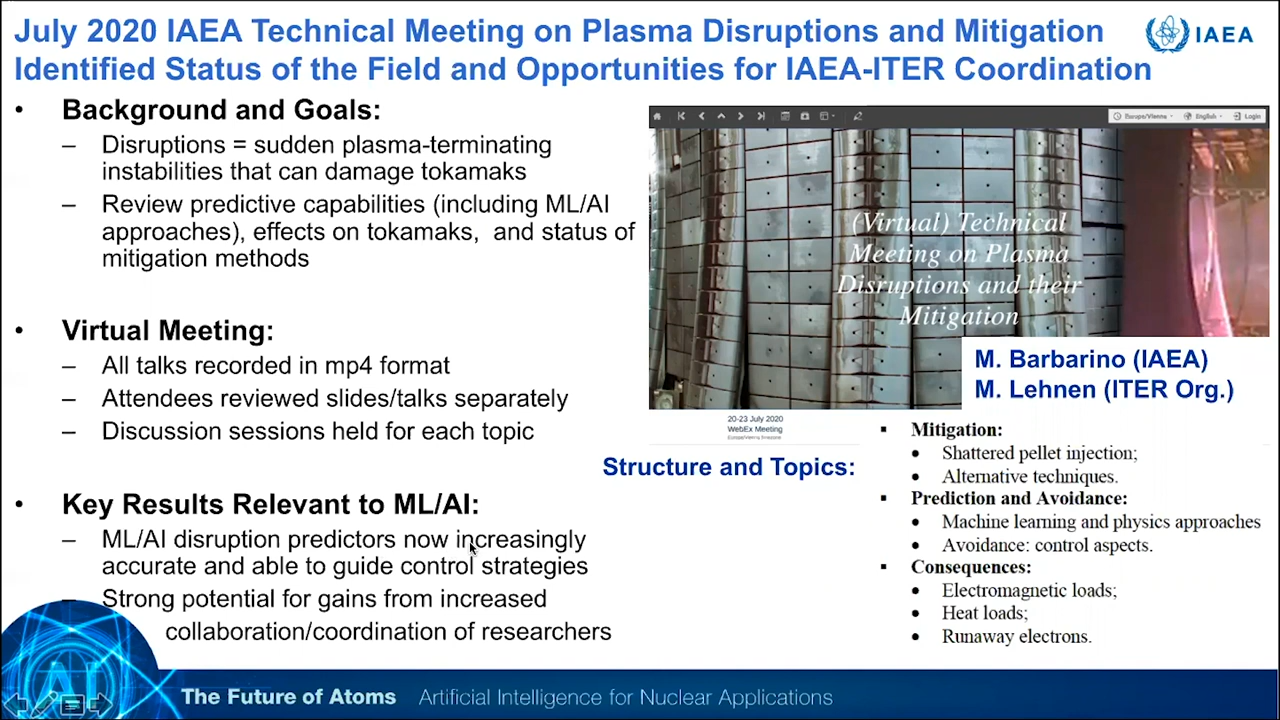 July 2020 IAEA Technical Meeting on Plasma Disruptions and Mitigation
Identified Status of the Field and Opportunities for IAEA-ITER Coordination
IAEA
• Background and Goals:
– Disruptions = sudden plasma-terminating
instabilities that can damage tokamaks
– Review predictive capabilities (including ML/AI
approaches), effects on tokamaks, and status of
mitigation methods
• Virtual Meeting:
– All talks recorded in mp4 format
– Attendees reviewed slides/talks separately
– Discussion sessions held for each topic
• Key Results Relevant to ML/AI:
– ML/AI disruption predictors now increasingly
accurate and able to guide control strategies
– Strong potential for gains from increased
collaboration/coordination of researchers
Europe/Vienna
English
Login
(Virtual) Technical
Meeting on Plasma
Disruptions and their
Mitigation
M. Barbarino (IAEA)
M. Lehnen (ITER Org.)
20-23 July 2020
WebEx Meeting
Europe/Vienna timezone
Structure and Topics:
▪ Mitigation:
• Shattered pellet injection;
• Alternative techniques.
▪ Prediction and Avoidance:
• Machine learning and physics approaches
• Avoidance: control aspects.
▪ Consequences:
• Electromagnetic loads;
• Heat loads;
• Runaway electrons.
AI
The Future of Atoms Artificial Intelligence for Nuclear Applications